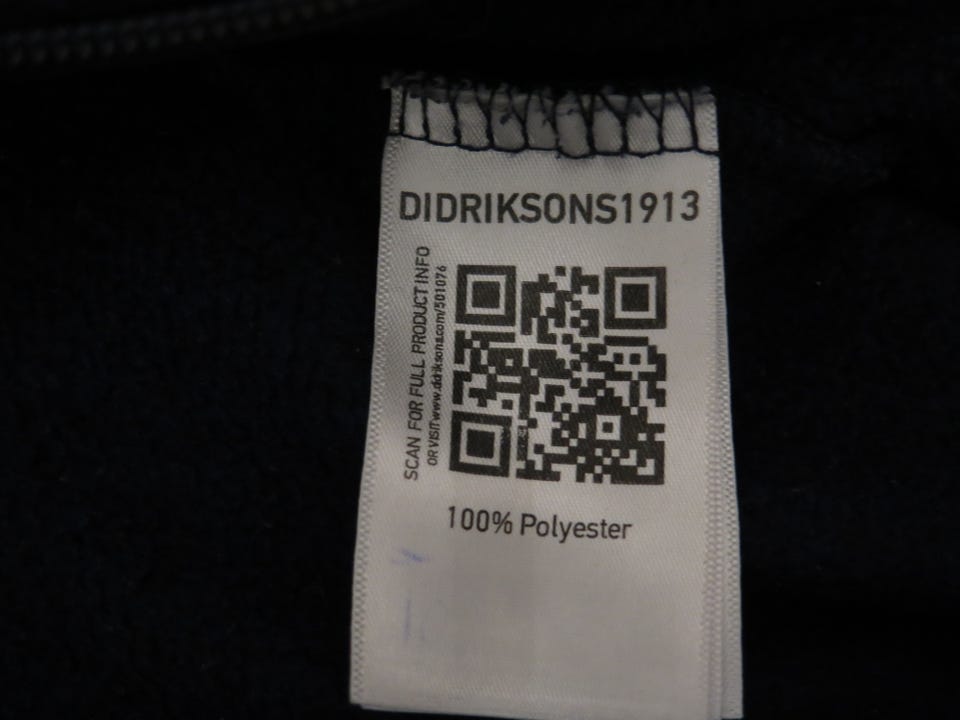 DIDRIKSONS1913
SCAN FOR FULL PRODUCT INFO
OR VISIT www.didriksons.com/501076
100% Polyester